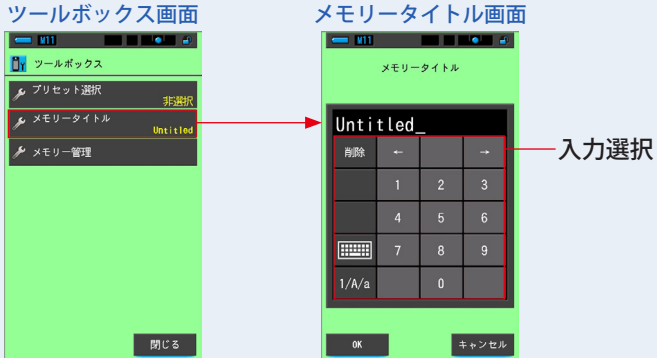 ツールボックス画面
M11
ツールボックス
プリセット選択
非選択
メモリータイトル
Untitled
メモリー管理
閉じる
メモリータイトル画面
M11
メモリータイトル
Untitled_
削除 ← →
1 2 3
4 5 6
7 8 9
1/A/a 0
OK キャンセル
入力選択